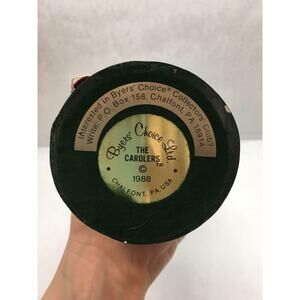 Interested in Byers' Choice® Collectors' Club?
Write: P.O. Box 158, Chalfont, PA 18914
Byers' Choice Ltd.
THE
CAROLERS™
©
1988
CHALFONT, PA. USA